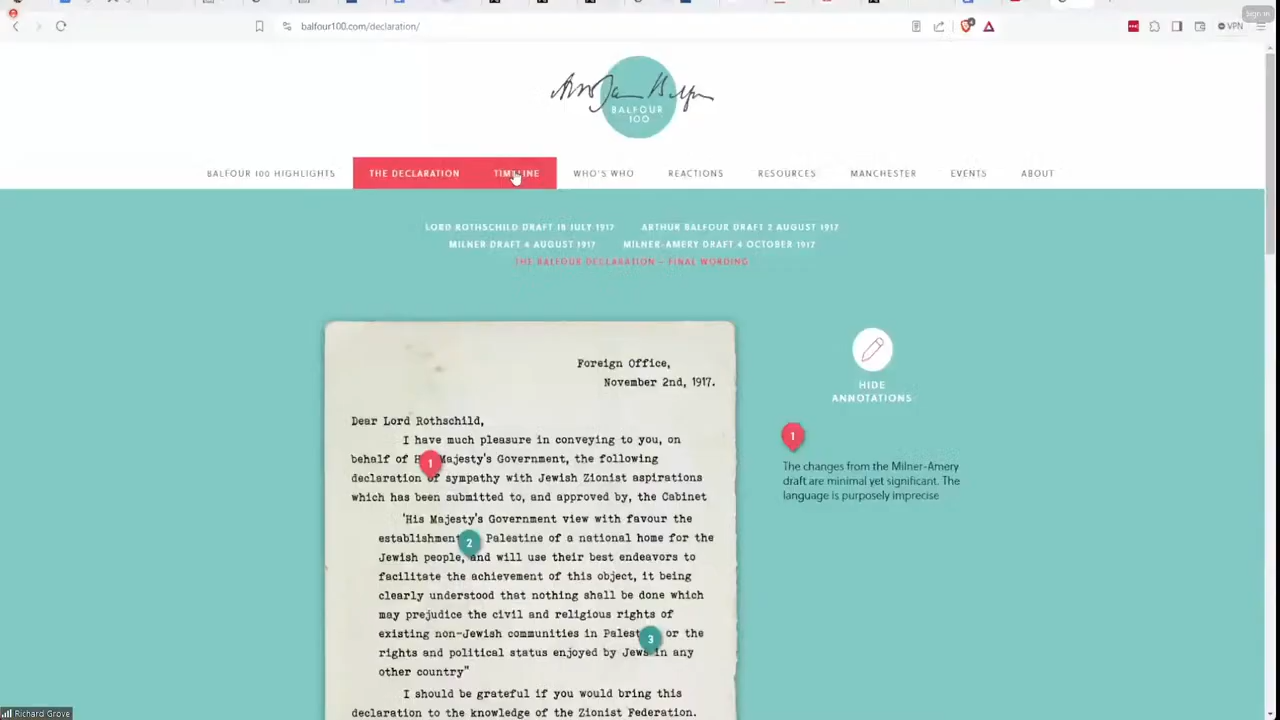 Sign in
balfour100.com/declaration/
VPN
BALFOUR
100
BALFOUR 100 HIGHLIGHTS THE DECLARATION TIMELINE WHO'S WHO REACTIONS RESOURCES MANCHESTER EVENTS ABOUT
LORD ROTHSCHILD DRAFT 18 JULY 1917 ARTHUR BALFOUR DRAFT 2 AUGUST 1917
MILNER DRAFT 4 AUGUST 1917 MILNER-AMERY DRAFT 4 OCTOBER 1917
THE BALFOUR DECLARATION – FINAL WORDING
Foreign Office,
November 2nd, 1917.
Dear Lord Rothschild,
I have much pleasure in conveying to you, on
behalf of H 1 Majesty's Government, the following
declaration of sympathy with Jewish Zionist aspirations
which has been submitted to, and approved by, the Cabinet
'His Majesty's Government view with favour the
establishment 2 Palestine of a national home for the
Jewish people, and will use their best endeavors to
facilitate the achievement of this object, it being
clearly understood that nothing shall be done which
may prejudice the civil and religious rights of
existing non-Jewish communities in Palest 3 or the
rights and political status enjoyed by Jews in any
other country"
I should be grateful if you would bring this
declaration to the knowledge of the Zionist Federation.
HIDE
ANNOTATIONS
1
The changes from the Milner-Amery
draft are minimal yet significant. The
language is purposely imprecise
Richard Grove